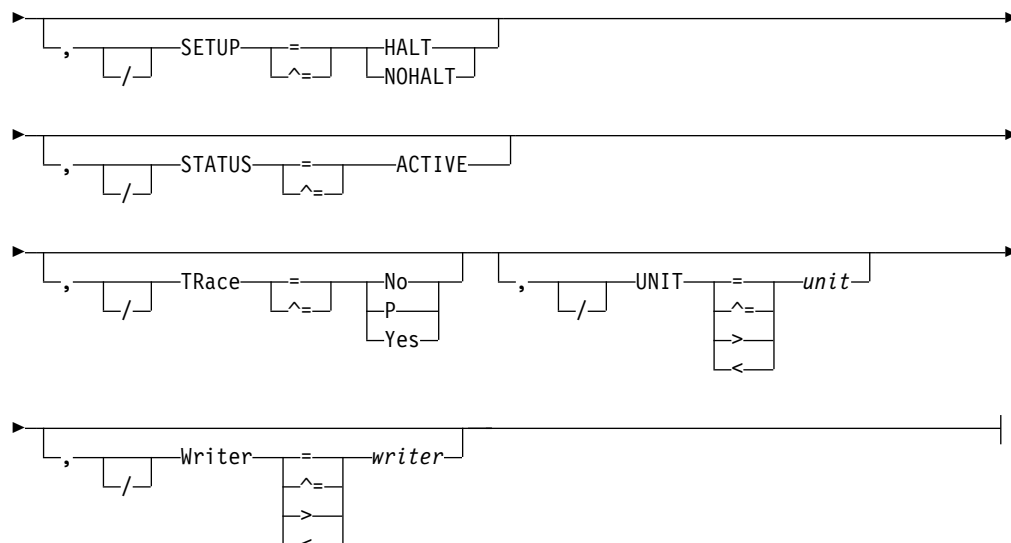 , / SETUP = HALT
^= NOHALT
, / STATUS = ACTIVE
^=
, / TRace = No , / UNIT = unit
^= P ^=
Yes >
<
, / Writer = writer
^=
>
<